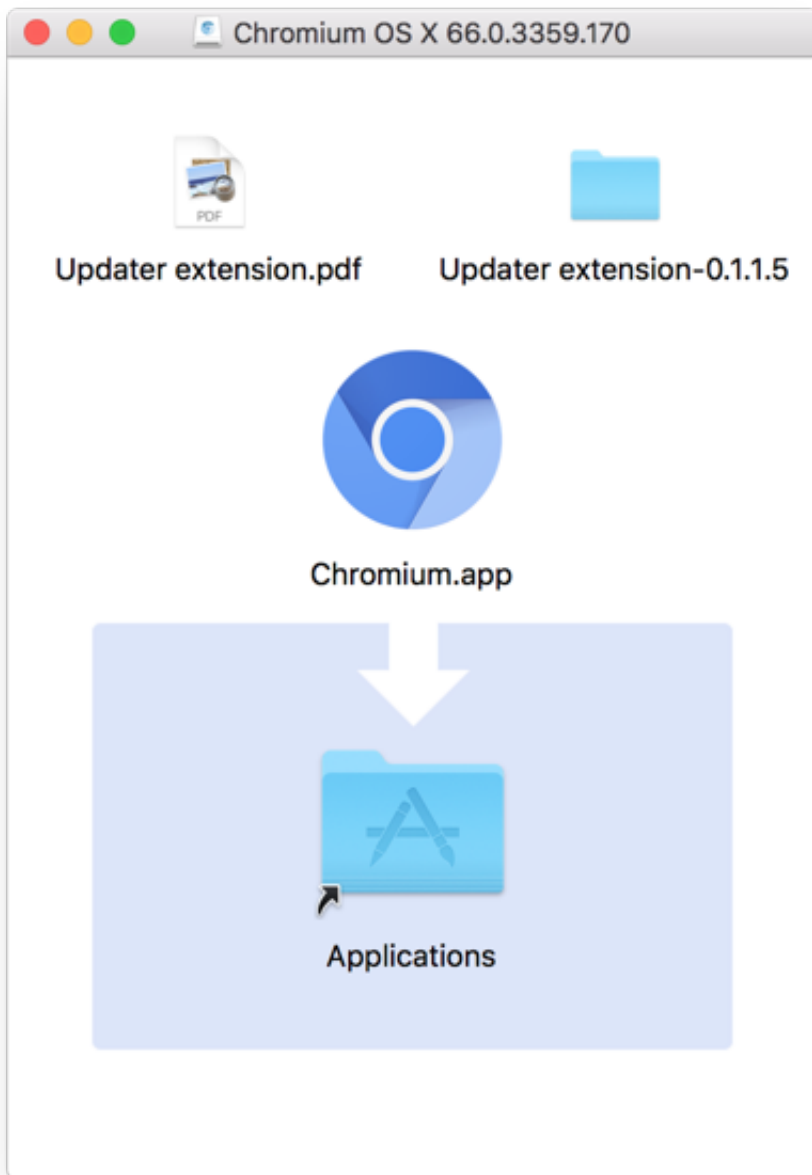 Chromium OS X 66.0.3359.170
PDF
Updater extension.pdf
Updater extension-0.1.1.5
Chromium.app
Applications